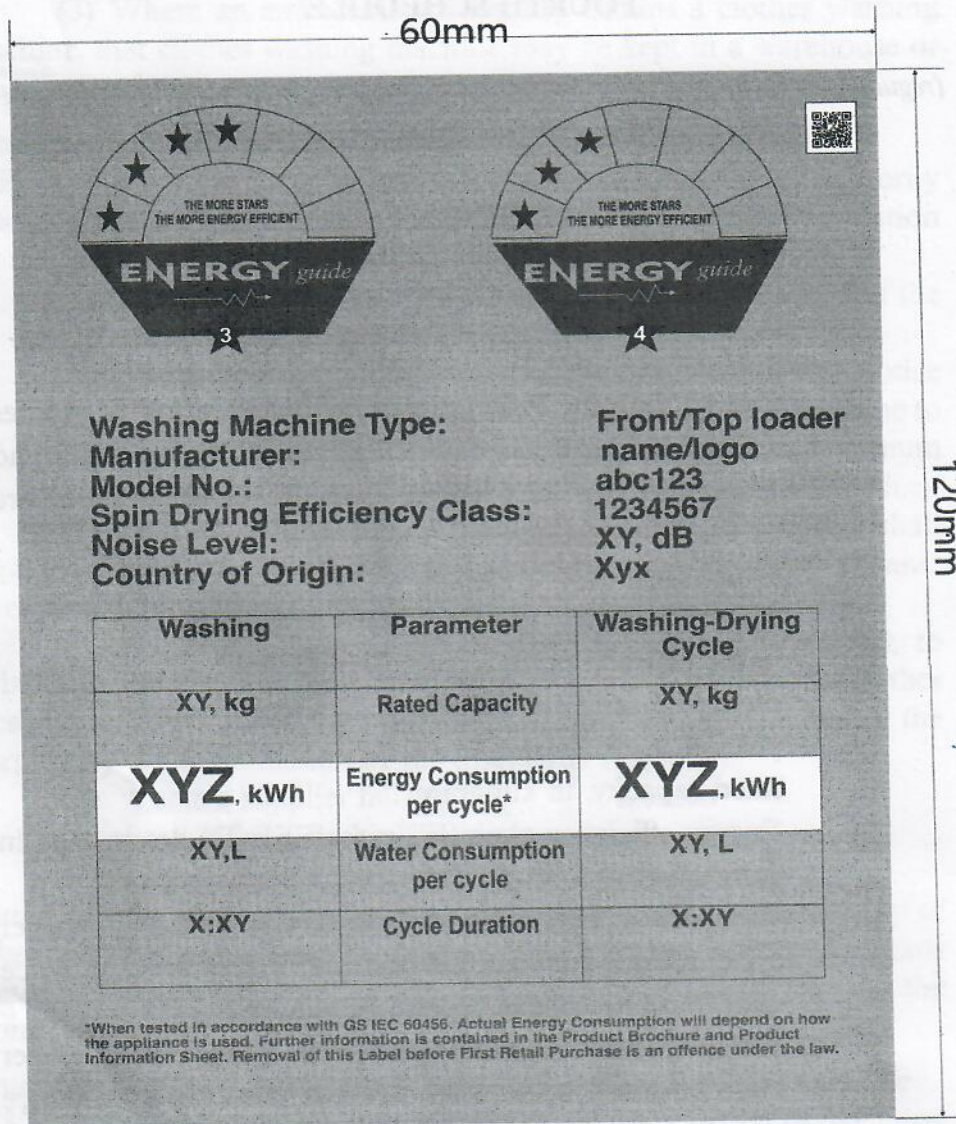 60mm
THE MORE STARS
THE MORE ENERGY EFFICIENT
ENERGY guide
3
THE MORE STARS
THE MORE ENERGY EFFICIENT
ENERGY guide
4
120mm
Washing Machine Type: Front/Top loader
Manufacturer: name/logo
Model No.: abc123
Spin Drying Efficiency Class: 1234567
Noise Level: XY, dB
Country of Origin: Xyx
Washing Parameter Washing-Drying
Cycle
XY, kg Rated Capacity XY, kg
XYZ, kWh Energy Consumption XYZ, kWh
per cycle*
XY,L Water Consumption XY, L
per cycle
X:XY Cycle Duration X:XY
*When tested in accordance with GS IEC 60456. Actual Energy Consumption will depend on how
the appliance is used. Further information is contained in the Product Brochure and Product
Information Sheet. Removal of this Label before First Retail Purchase is an offence under the law.